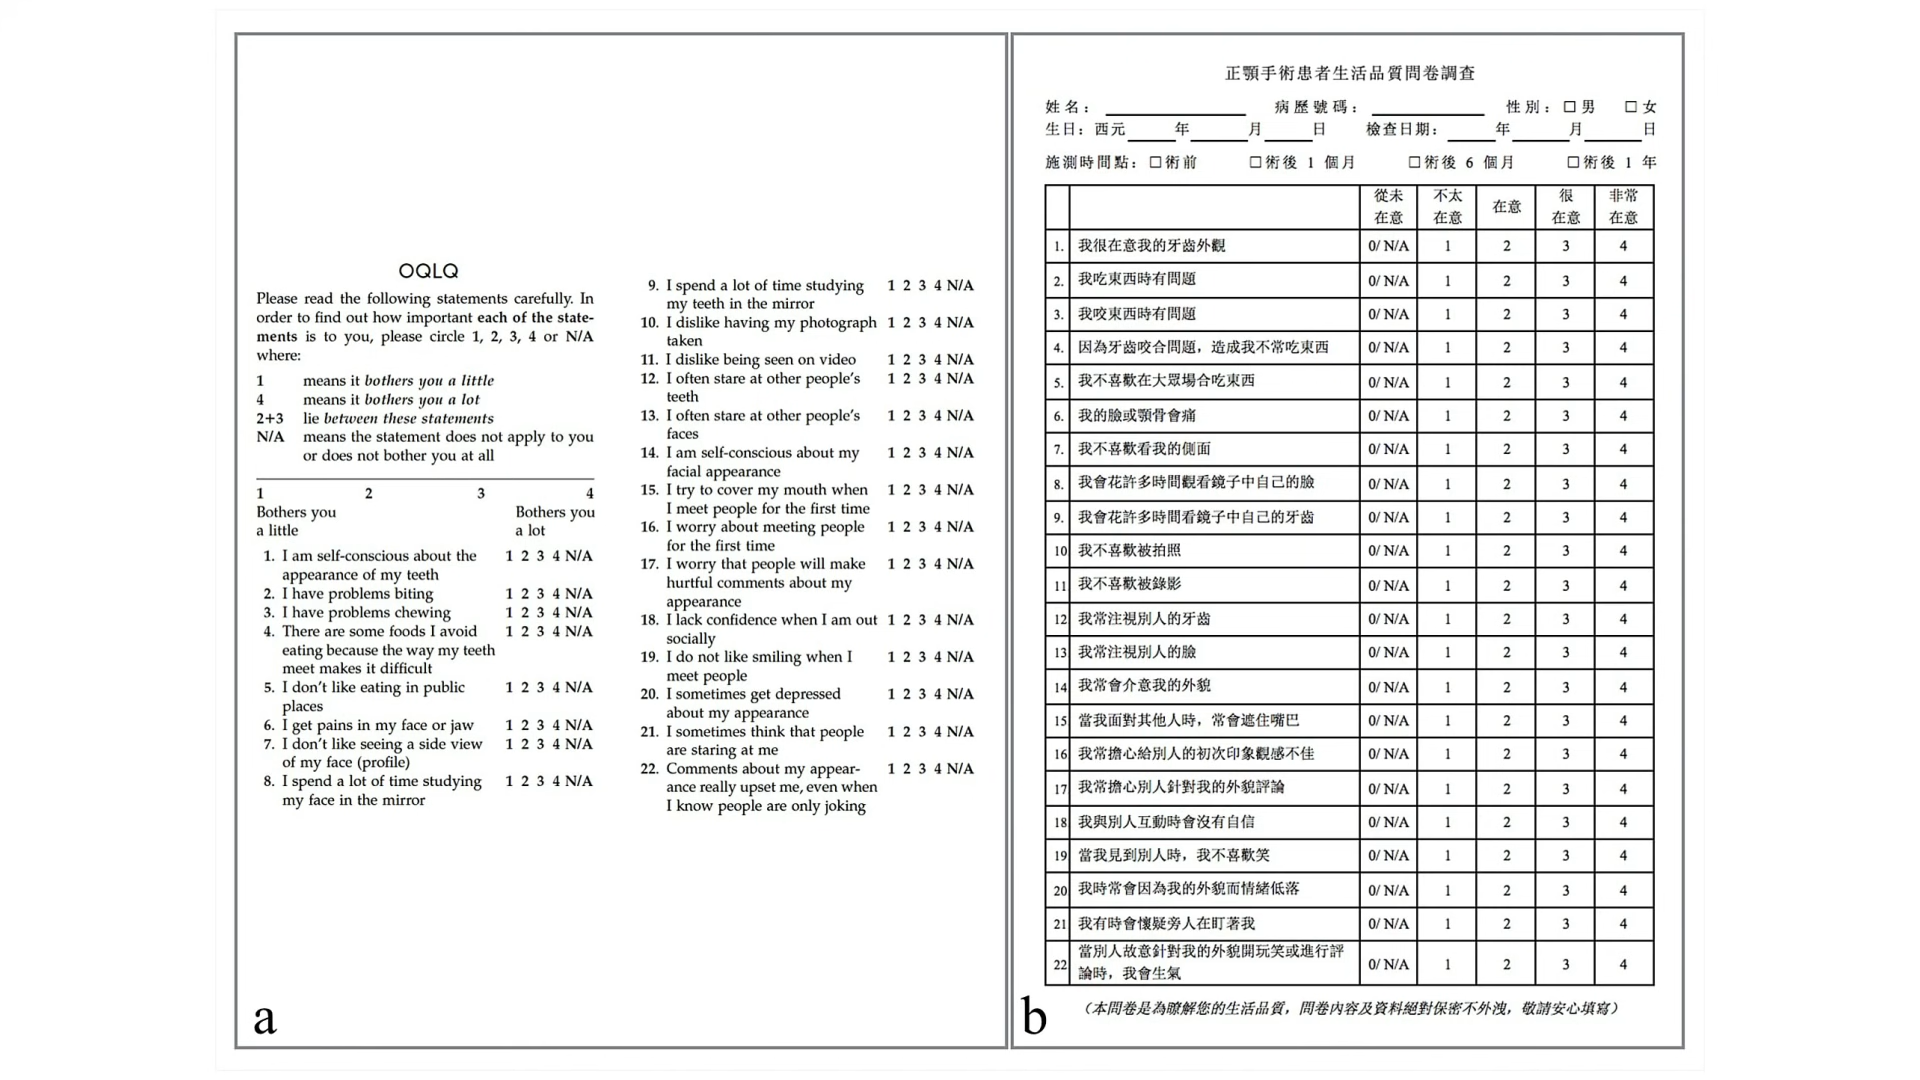 OQLQ
Please read the following statements carefully. In
order to find out how important each of the state-
ments is to you, please circle 1, 2, 3, 4 or N/A
where:
1 means it bothers you a little
4 means it bothers you a lot
2+3 lie between these statements
N/A means the statement does not apply to you
or does not bother you at all
1 2 3 4
Bothers you Bothers you
a little a lot
1. I am self-conscious about the 1 2 3 4 N/A
appearance of my teeth
2. I have problems biting 1 2 3 4 N/A
3. I have problems chewing 1 2 3 4 N/A
4. There are some foods I avoid 1 2 3 4 N/A
eating because the way my teeth
meet makes it difficult
5. I don't like eating in public 1 2 3 4 N/A
places
6. I get pains in my face or jaw 1 2 3 4 N/A
7. I don't like seeing a side view 1 2 3 4 N/A
of my face (profile)
8. I spend a lot of time studying 1 2 3 4 N/A
my face in the mirror
9. I spend a lot of time studying 1 2 3 4 N/A
my teeth in the mirror
10. I dislike having my photograph 1 2 3 4 N/A
taken
11. I dislike being seen on video 1 2 3 4 N/A
12. I often stare at other people's 1 2 3 4 N/A
teeth
13. I often stare at other people's 1 2 3 4 N/A
faces
14. I am self-conscious about my 1 2 3 4 N/A
facial appearance
15. I try to cover my mouth when 1 2 3 4 N/A
I meet people for the first time
16. I worry about meeting people 1 2 3 4 N/A
for the first time
17. I worry that people will make 1 2 3 4 N/A
hurtful comments about my
appearance
18. I lack confidence when I am out 1 2 3 4 N/A
socially
19. I do not like smiling when I 1 2 3 4 N/A
meet people
20. I sometimes get depressed 1 2 3 4 N/A
about my appearance
21. I sometimes think that people 1 2 3 4 N/A
are staring at me
22. Comments about my appear- 1 2 3 4 N/A
ance really upset me, even when
I know people are only joking
a
正顎手術患者生活品質問卷調查
姓名： 病歷號碼： 性別：□男 □女
生日：西元 年 月 日 檢查日期： 年 月 日
施測時間點：□術前 □術後 1 個月 □術後 6 個月 □術後 1 年
從未 不太 在意 很 非常
在意 在意 在意 在意
1. 我很在意我的牙齒外觀 0/ N/A 1 2 3 4
2. 我吃東西時有問題 0/ N/A 1 2 3 4
3. 我咬東西時有問題 0/ N/A 1 2 3 4
4. 因為牙齒咬合問題，造成我不常吃東西 0/ N/A 1 2 3 4
5. 我不喜歡在大眾場合吃東西 0/ N/A 1 2 3 4
6. 我的臉或顎骨會痛 0/ N/A 1 2 3 4
7. 我不喜歡看我的側面 0/ N/A 1 2 3 4
8. 我會花許多時間觀看鏡子中自己的臉 0/ N/A 1 2 3 4
9. 我會花許多時間看鏡子中自己的牙齒 0/ N/A 1 2 3 4
10 我不喜歡被拍照 0/ N/A 1 2 3 4
11 我不喜歡被錄影 0/ N/A 1 2 3 4
12 我常注視別人的牙齒 0/ N/A 1 2 3 4
13 我常注視別人的臉 0/ N/A 1 2 3 4
14 我常會介意我的外貌 0/ N/A 1 2 3 4
15 當我面對其他人時，常會遮住嘴巴 0/ N/A 1 2 3 4
16 我常擔心給別人的初次印象觀感不佳 0/ N/A 1 2 3 4
17 我常擔心別人針對我的外貌評論 0/ N/A 1 2 3 4
18 我與別人互動時會沒有自信 0/ N/A 1 2 3 4
19 當我見到別人時，我不喜歡笑 0/ N/A 1 2 3 4
20 我時常會因為我的外貌而情緒低落 0/ N/A 1 2 3 4
21 我有時會懷疑旁人在盯著我 0/ N/A 1 2 3 4
22 當別人故意針對我的外貌開玩笑或進行評 0/ N/A 1 2 3 4
論時，我會生氣
（本問卷是為瞭解您的生活品質，問卷內容及資料絕對保密不外洩，敬請安心填寫）
b